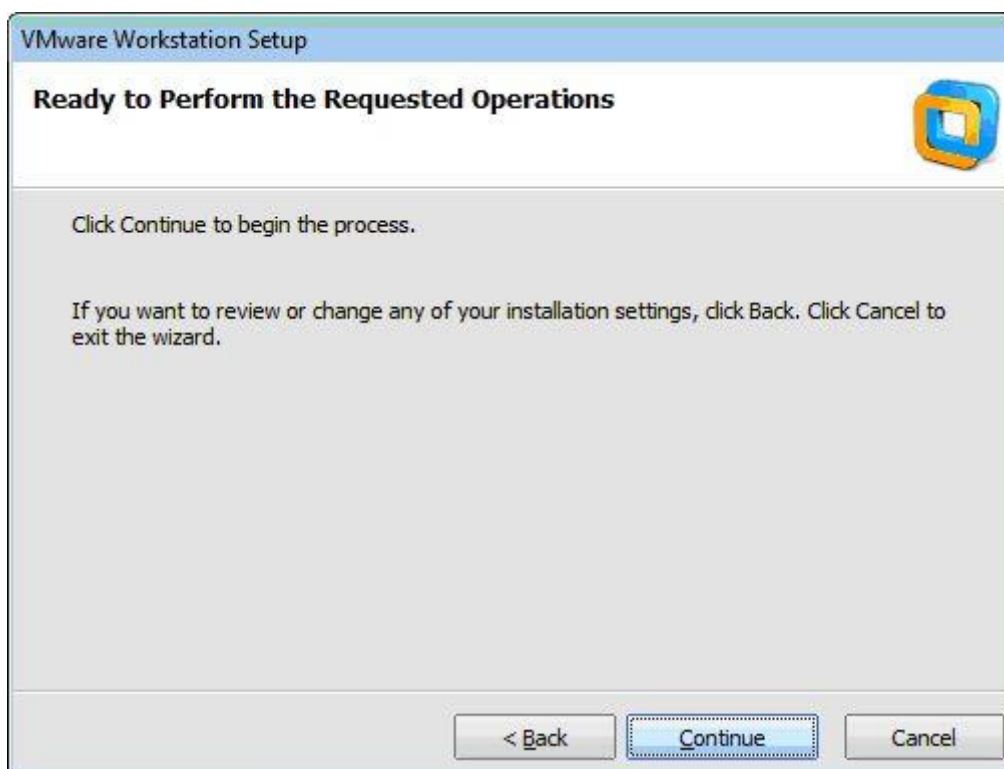 VMware Workstation Setup
Ready to Perform the Requested Operations
Click Continue to begin the process.
If you want to review or change any of your installation settings, click Back. Click Cancel to
exit the wizard.
< Back Continue Cancel